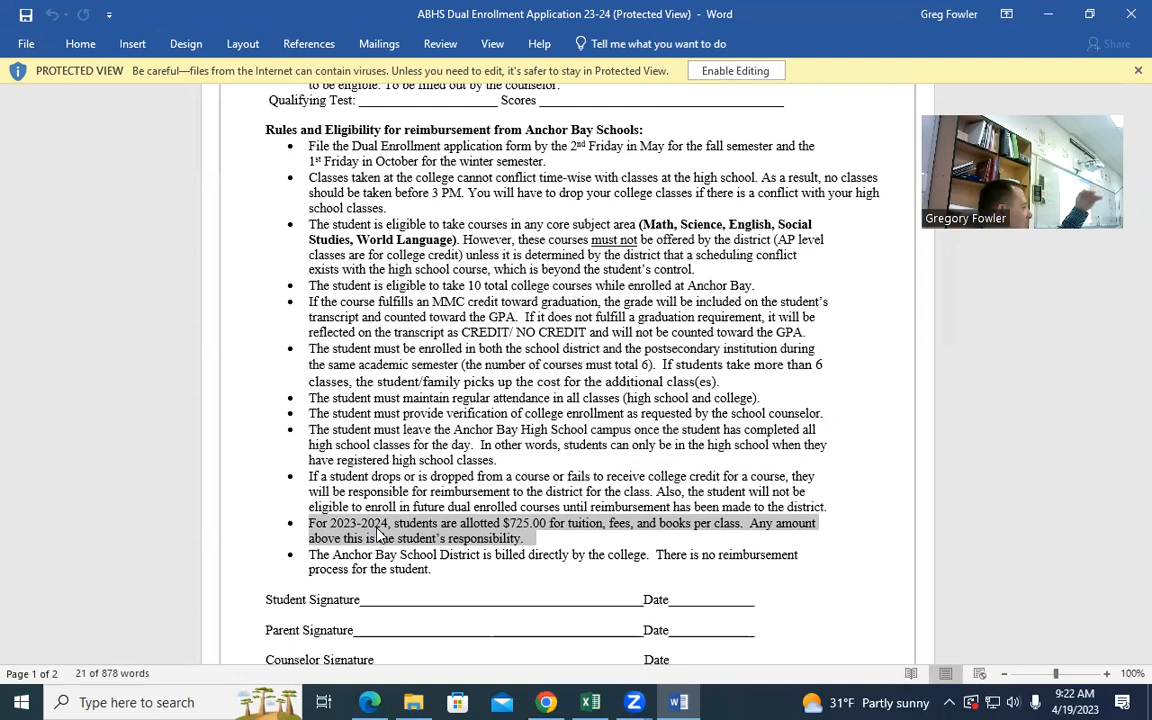 ABHS Dual Enrollment Application 23-24 (Protected View) - Word
Greg Fowler
File Home Insert Design Layout References Mailings Review View Help Tell me what you want to do Share
PROTECTED VIEW Be careful—files from the Internet can contain viruses. Unless you need to edit, it's safer to stay in Protected View. Enable Editing
to be eligible. To be filled out by the counselor.
Qualifying Test: ____________________ Scores ___________________________________
Rules and Eligibility for reimbursement from Anchor Bay Schools:
• File the Dual Enrollment application form by the 2nd Friday in May for the fall semester and the
1st Friday in October for the winter semester.
• Classes taken at the college cannot conflict time-wise with classes at the high school. As a result, no classes
should be taken before 3 PM. You will have to drop your college classes if there is a conflict with your high
school classes.
• The student is eligible to take courses in any core subject area (Math, Science, English, Social
Studies, World Language). However, these courses must not be offered by the district (AP level
classes are for college credit) unless it is determined by the district that a scheduling conflict
exists with the high school course, which is beyond the student's control.
• The student is eligible to take 10 total college courses while enrolled at Anchor Bay.
• If the course fulfills an MMC credit toward graduation, the grade will be included on the student's
transcript and counted toward the GPA. If it does not fulfill a graduation requirement, it will be
reflected on the transcript as CREDIT/ NO CREDIT and will not be counted toward the GPA.
• The student must be enrolled in both the school district and the postsecondary institution during
the same academic semester (the number of courses must total 6). If students take more than 6
classes, the student/family picks up the cost for the additional class(es).
• The student must maintain regular attendance in all classes (high school and college).
• The student must provide verification of college enrollment as requested by the school counselor.
• The student must leave the Anchor Bay High School campus once the student has completed all
high school classes for the day. In other words, students can only be in the high school when they
have registered high school classes.
• If a student drops or is dropped from a course or fails to receive college credit for a course, they
will be responsible for reimbursement to the district for the class. Also, the student will not be
eligible to enroll in future dual enrolled courses until reimbursement has been made to the district.
• For 2023-2024, students are allotted $725.00 for tuition, fees, and books per class. Any amount
above this is the student's responsibility.
• The Anchor Bay School District is billed directly by the college. There is no reimbursement
process for the student.
Student Signature________________________________________Date____________
Parent Signature_________________________________________Date____________
Counselor Signature Date
Gregory Fowler
Page 1 of 2 21 of 878 words 100%
Type here to search
31°F Partly sunny
9:22 AM
4/19/2023